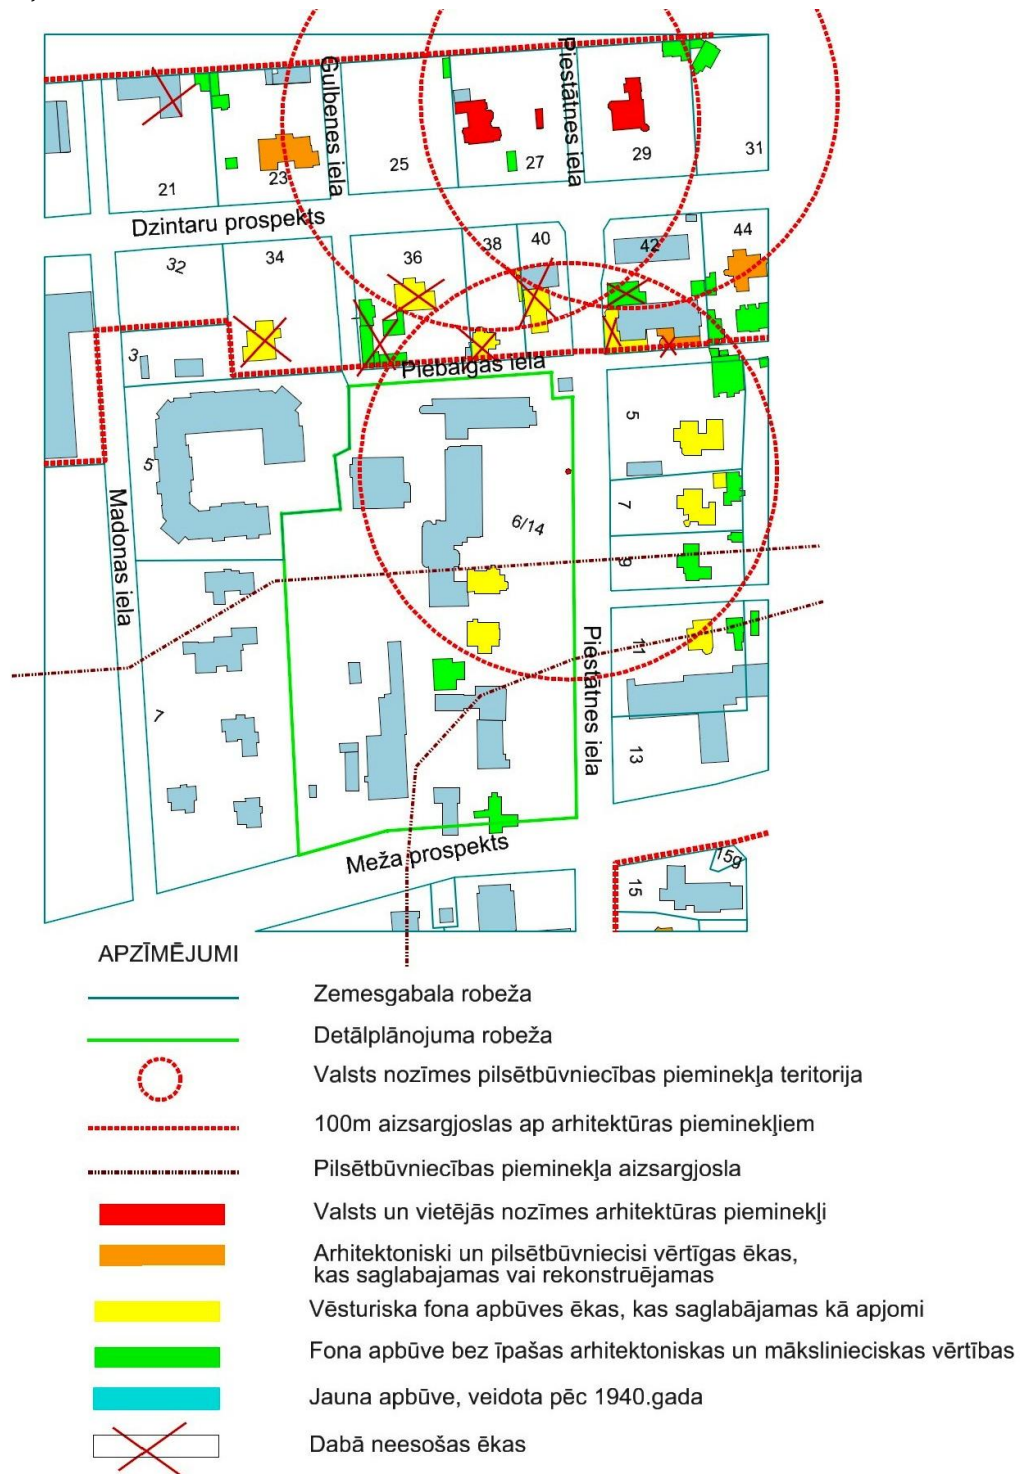 Gulbenes iela
Piestātnes iela
21
23
25
27
29
31
Dzintaru prospekts
32
34
36
38
40
42
44
3
Piebalgas iela
5
5
7
6/14
9
Madonas iela
11
Piestātnes iela
7
13
Meža prospekts
15g
15
APZĪMĒJUMI
Zemesgabala robeža
Detālplānojuma robeža
Valsts nozīmes pilsētbūvniecības pieminekļa teritorija
100m aizsargjoslas ap arhitektūras pieminekļiem
Pilsētbūvniecības pieminekļa aizsargjosla
Valsts un vietējās nozīmes arhitektūras pieminekļi
Arhitektoniski un pilsētbūvniecisi vērtīgas ēkas,
kas saglabajamas vai rekonstruējamas
Vēsturiska fona apbūves ēkas, kas saglabājamas kā apjomi
Fona apbūve bez īpašas arhitektoniskas un mākslinieciskas vērtības
Jauna apbūve, veidota pēc 1940.gada
Dabā neesošas ēkas